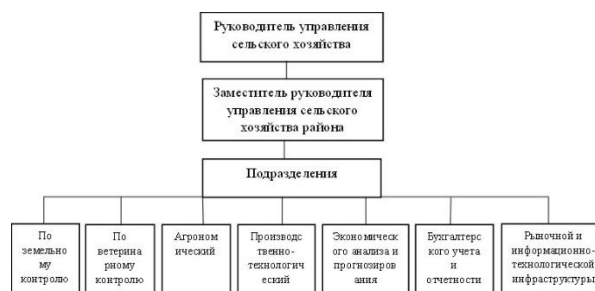 Руководитель управления
сельского хозяйства
Заместитель руководителя
управления сельского
хозяйства района
Подразделения
По
земельно
му
контролю
По
ветерина
рному
контролю
Агроном
ический
Производс
твенно-
технологич
еский
Экономическ
ого анализа и
прогнозиров
ания
Бухгалтерс
кого учета
и
отчетности
Рыночной и
информационно-
технологической
инфраструктуры